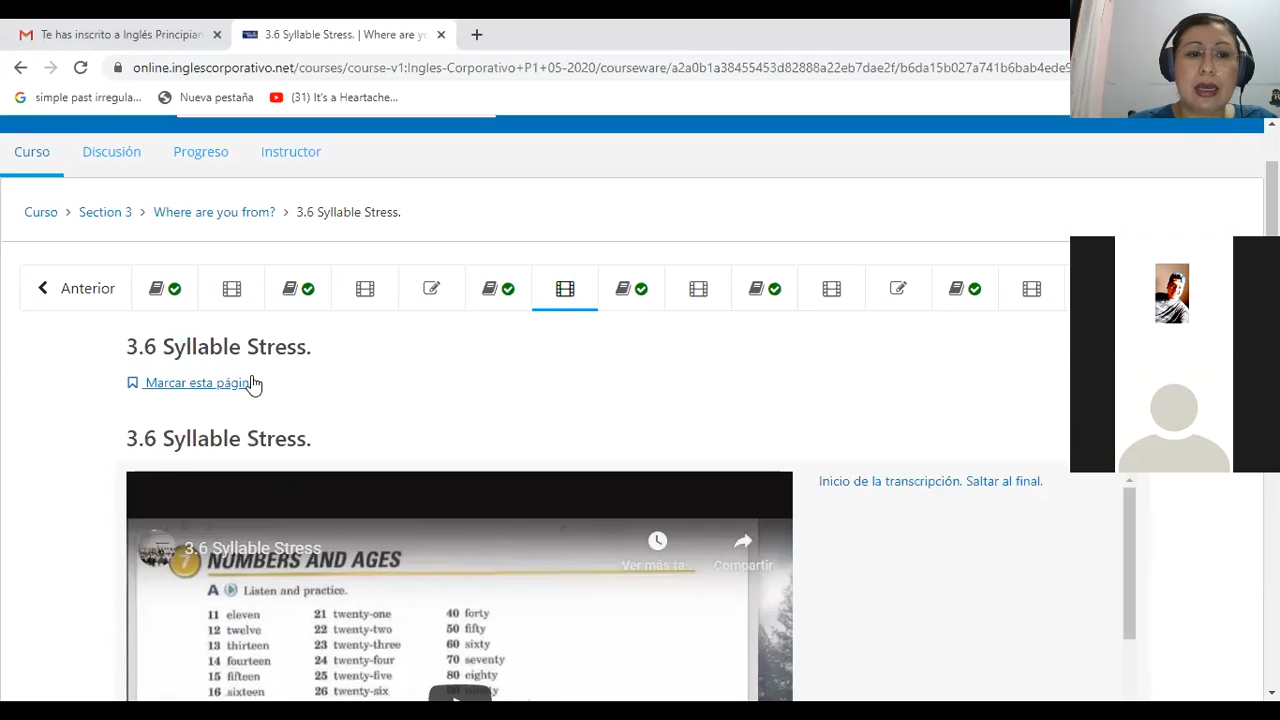 Te has inscrito a Inglés Principian
3.6 Syllable Stress. | Where are yo
online.inglescorporativo.net/courses/course-v1:Ingles-Corporativo+P1+05-2020/courseware/a2a0b1a38455453d82888a22eb7dae2f/b6da15b027a741b6bab4ede9
simple past irregula...
Nueva pestaña
(31) It's a Heartache...
Curso
Discusión
Progreso
Instructor
Curso > Section 3 > Where are you from? > 3.6 Syllable Stress.
Anterior
3.6 Syllable Stress.
Marcar esta págin
3.6 Syllable Stress.
Inicio de la transcripción. Saltar al final.
3.6 Syllable Stress
Ver más ta...
Compartir
7 NUMBERS AND AGES
A Listen and practice.
11 eleven 21 twenty-one 40 forty
12 twelve 22 twenty-two 50 fifty
13 thirteen 23 twenty-three 60 sixty
14 fourteen 24 twenty-four 70 seventy
15 fifteen 25 twenty-five 80 eighty
16 sixteen 26 twenty-six